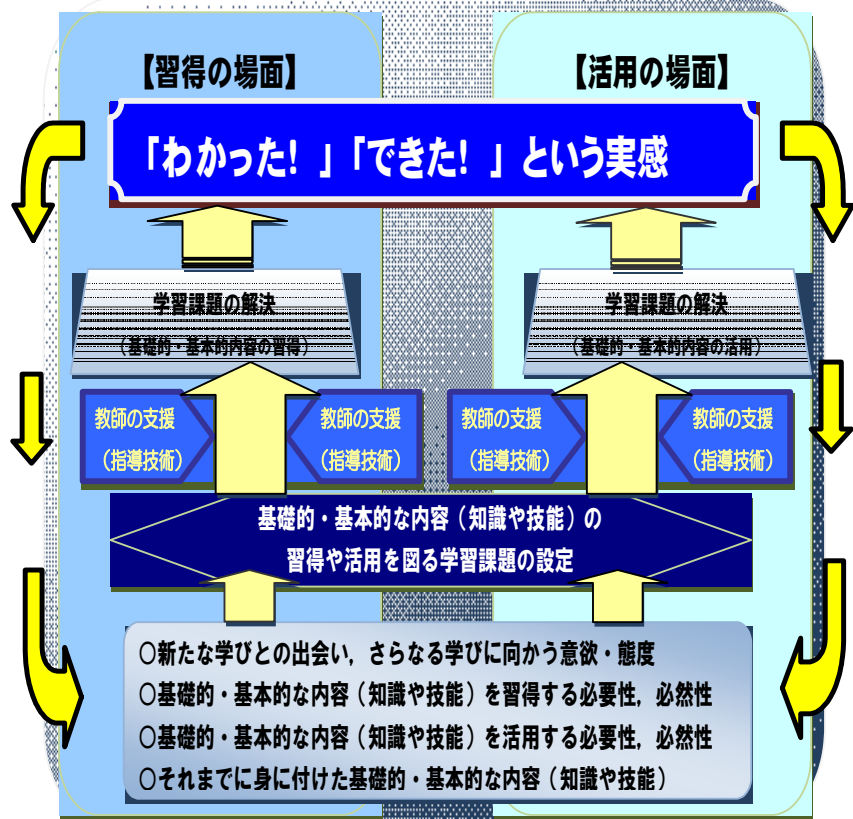 【習得の場面】
【活用の場面】
「わかった! 」「できた! 」という実感
学習課題の解決
（基礎的・基本的内容の習得）
学習課題の解決
（基礎的・基本的内容の活用）
教師の支援
（指導技術）
教師の支援
（指導技術）
教師の支援
（指導技術）
教師の支援
（指導技術）
基礎的・基本的な内容（知識や技能）の
習得や活用を図る学習課題の設定
○新たな学びとの出会い，さらなる学びに向かう意欲・態度
○基礎的・基本的な内容（知識や技能）を習得する必要性，必然性
○基礎的・基本的な内容（知識や技能）を活用する必要性，必然性
○それまでに身に付けた基礎的・基本的な内容（知識や技能）